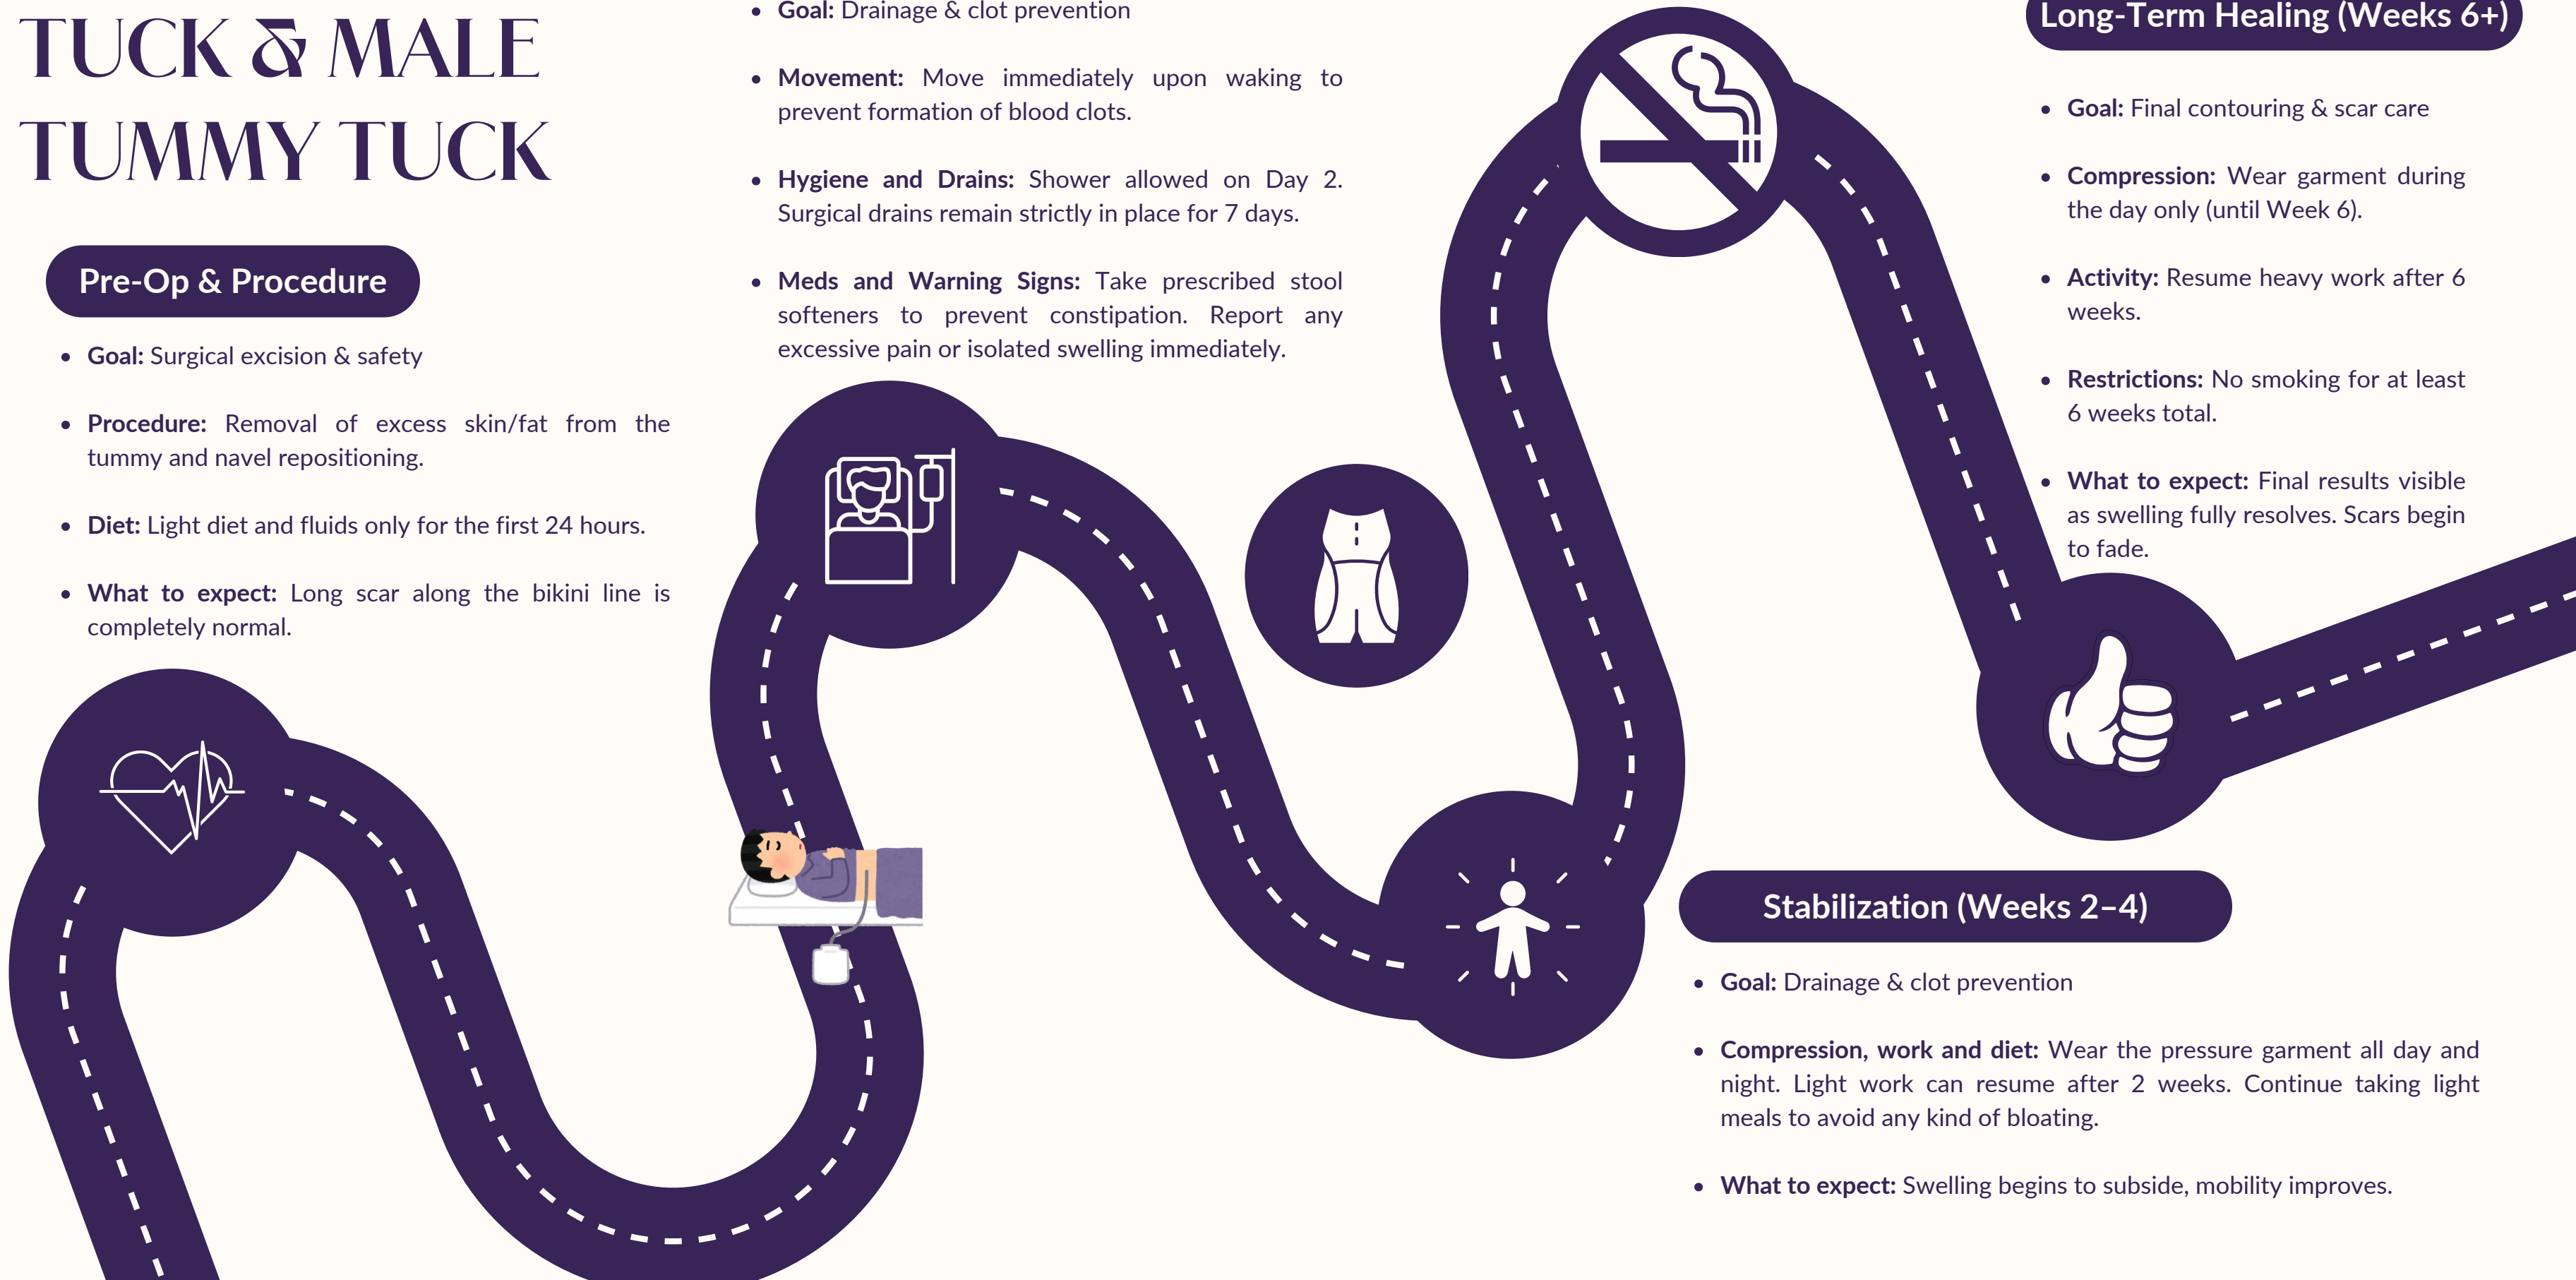 TUCK & MALE
TUMMY TUCK
Pre-Op & Procedure
• Goal: Surgical excision & safety
• Procedure: Removal of excess skin/fat from the
tummy and navel repositioning.
• Diet: Light diet and fluids only for the first 24 hours.
• What to expect: Long scar along the bikini line is
completely normal.
• Goal: Drainage & clot prevention
• Movement: Move immediately upon waking to
prevent formation of blood clots.
• Hygiene and Drains: Shower allowed on Day 2.
Surgical drains remain strictly in place for 7 days.
• Meds and Warning Signs: Take prescribed stool
softeners to prevent constipation. Report any
excessive pain or isolated swelling immediately.
Stabilization (Weeks 2–4)
• Goal: Drainage & clot prevention
• Compression, work and diet: Wear the pressure garment all day and
night. Light work can resume after 2 weeks. Continue taking light
meals to avoid any kind of bloating.
• What to expect: Swelling begins to subside, mobility improves.
Long-Term Healing (Weeks 6+)
• Goal: Final contouring & scar care
• Compression: Wear garment during
the day only (until Week 6).
• Activity: Resume heavy work after 6
weeks.
• Restrictions: No smoking for at least
6 weeks total.
• What to expect: Final results visible
as swelling fully resolves. Scars begin
to fade.